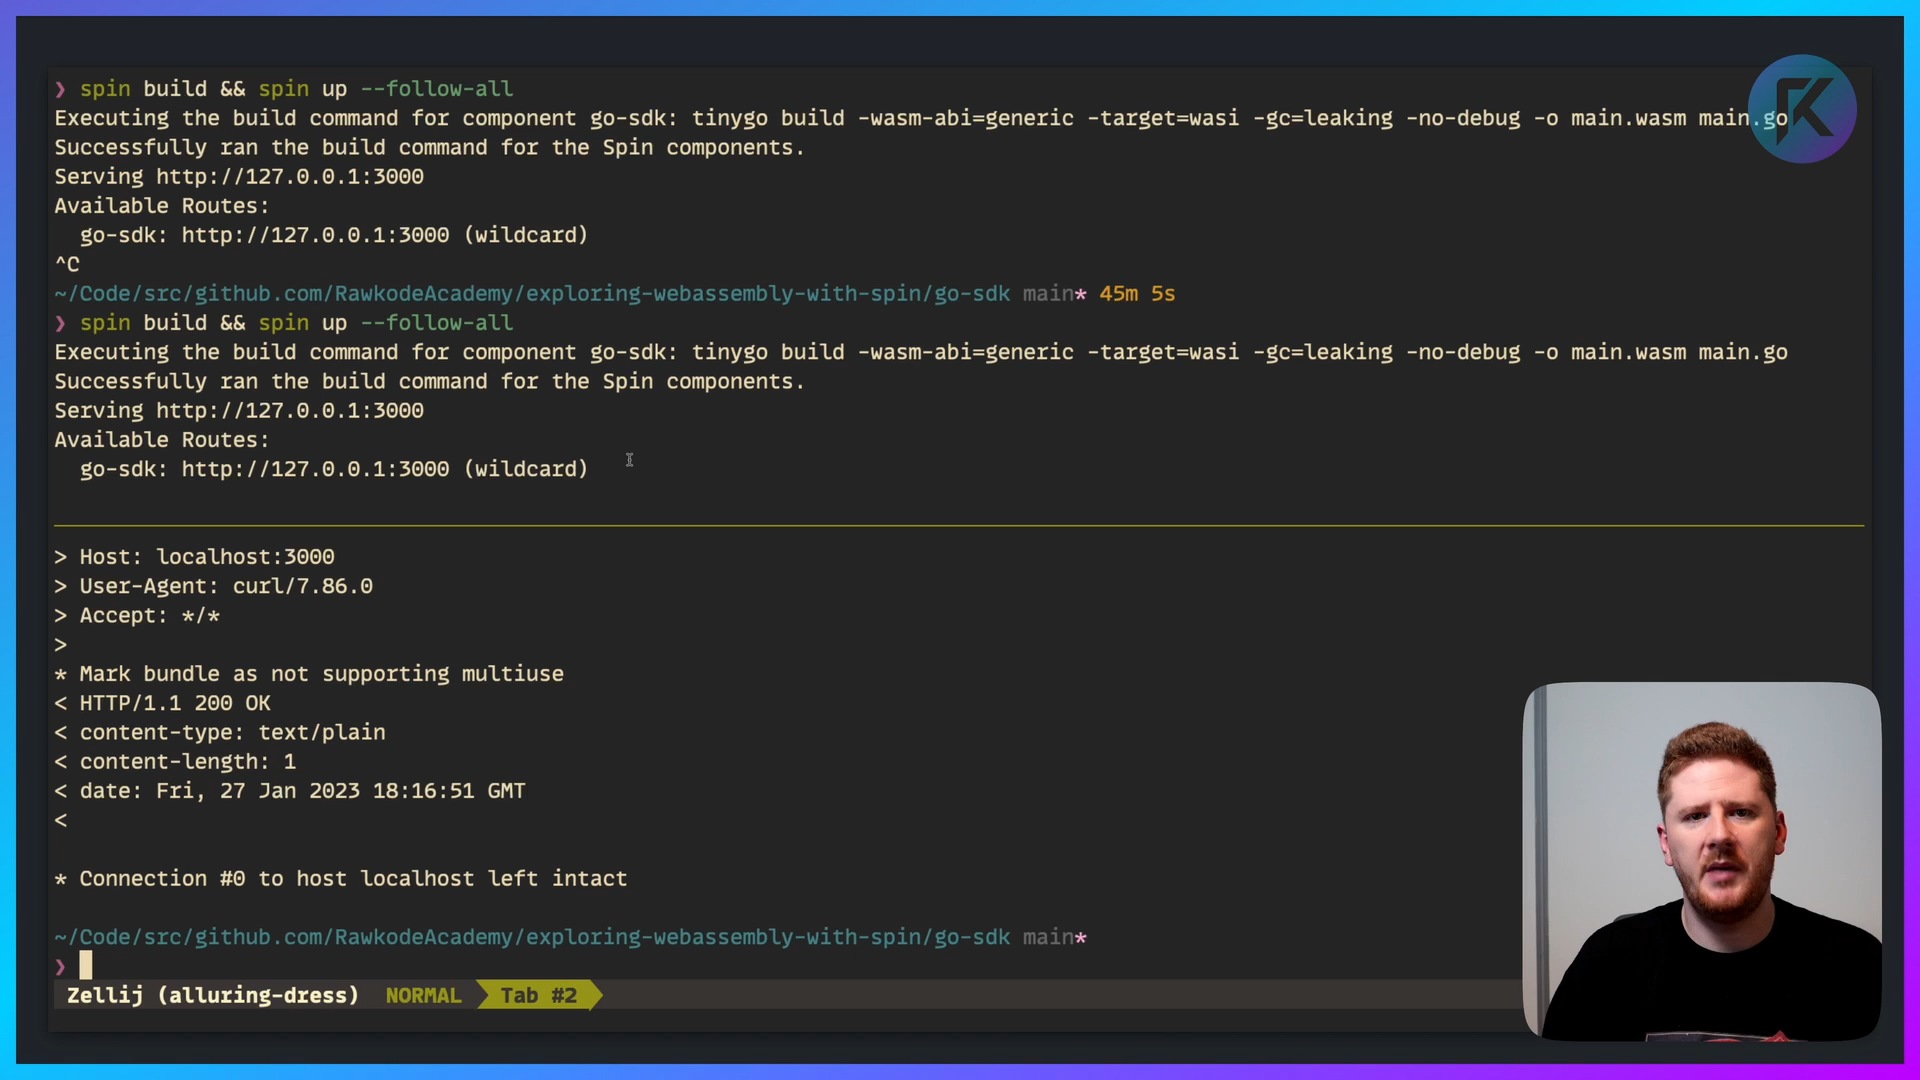 ❯ spin build && spin up --follow-all
Executing the build command for component go-sdk: tinygo build -wasm-abi=generic -target=wasi -gc=leaking -no-debug -o main.wasm main.go
Successfully ran the build command for the Spin components.
Serving http://127.0.0.1:3000
Available Routes:
  go-sdk: http://127.0.0.1:3000 (wildcard)
^C
~/Code/src/github.com/RawkodeAcademy/exploring-webassembly-with-spin/go-sdk main* 45m 5s
❯ spin build && spin up --follow-all
Executing the build command for component go-sdk: tinygo build -wasm-abi=generic -target=wasi -gc=leaking -no-debug -o main.wasm main.go
Successfully ran the build command for the Spin components.
Serving http://127.0.0.1:3000
Available Routes:
  go-sdk: http://127.0.0.1:3000 (wildcard)
> Host: localhost:3000
> User-Agent: curl/7.86.0
> Accept: */*
>
* Mark bundle as not supporting multiuse
< HTTP/1.1 200 OK
< content-type: text/plain
< content-length: 1
< date: Fri, 27 Jan 2023 18:16:51 GMT
<
* Connection #0 to host localhost left intact
~/Code/src/github.com/RawkodeAcademy/exploring-webassembly-with-spin/go-sdk main*
❯
Zellij (alluring-dress) NORMAL Tab #2